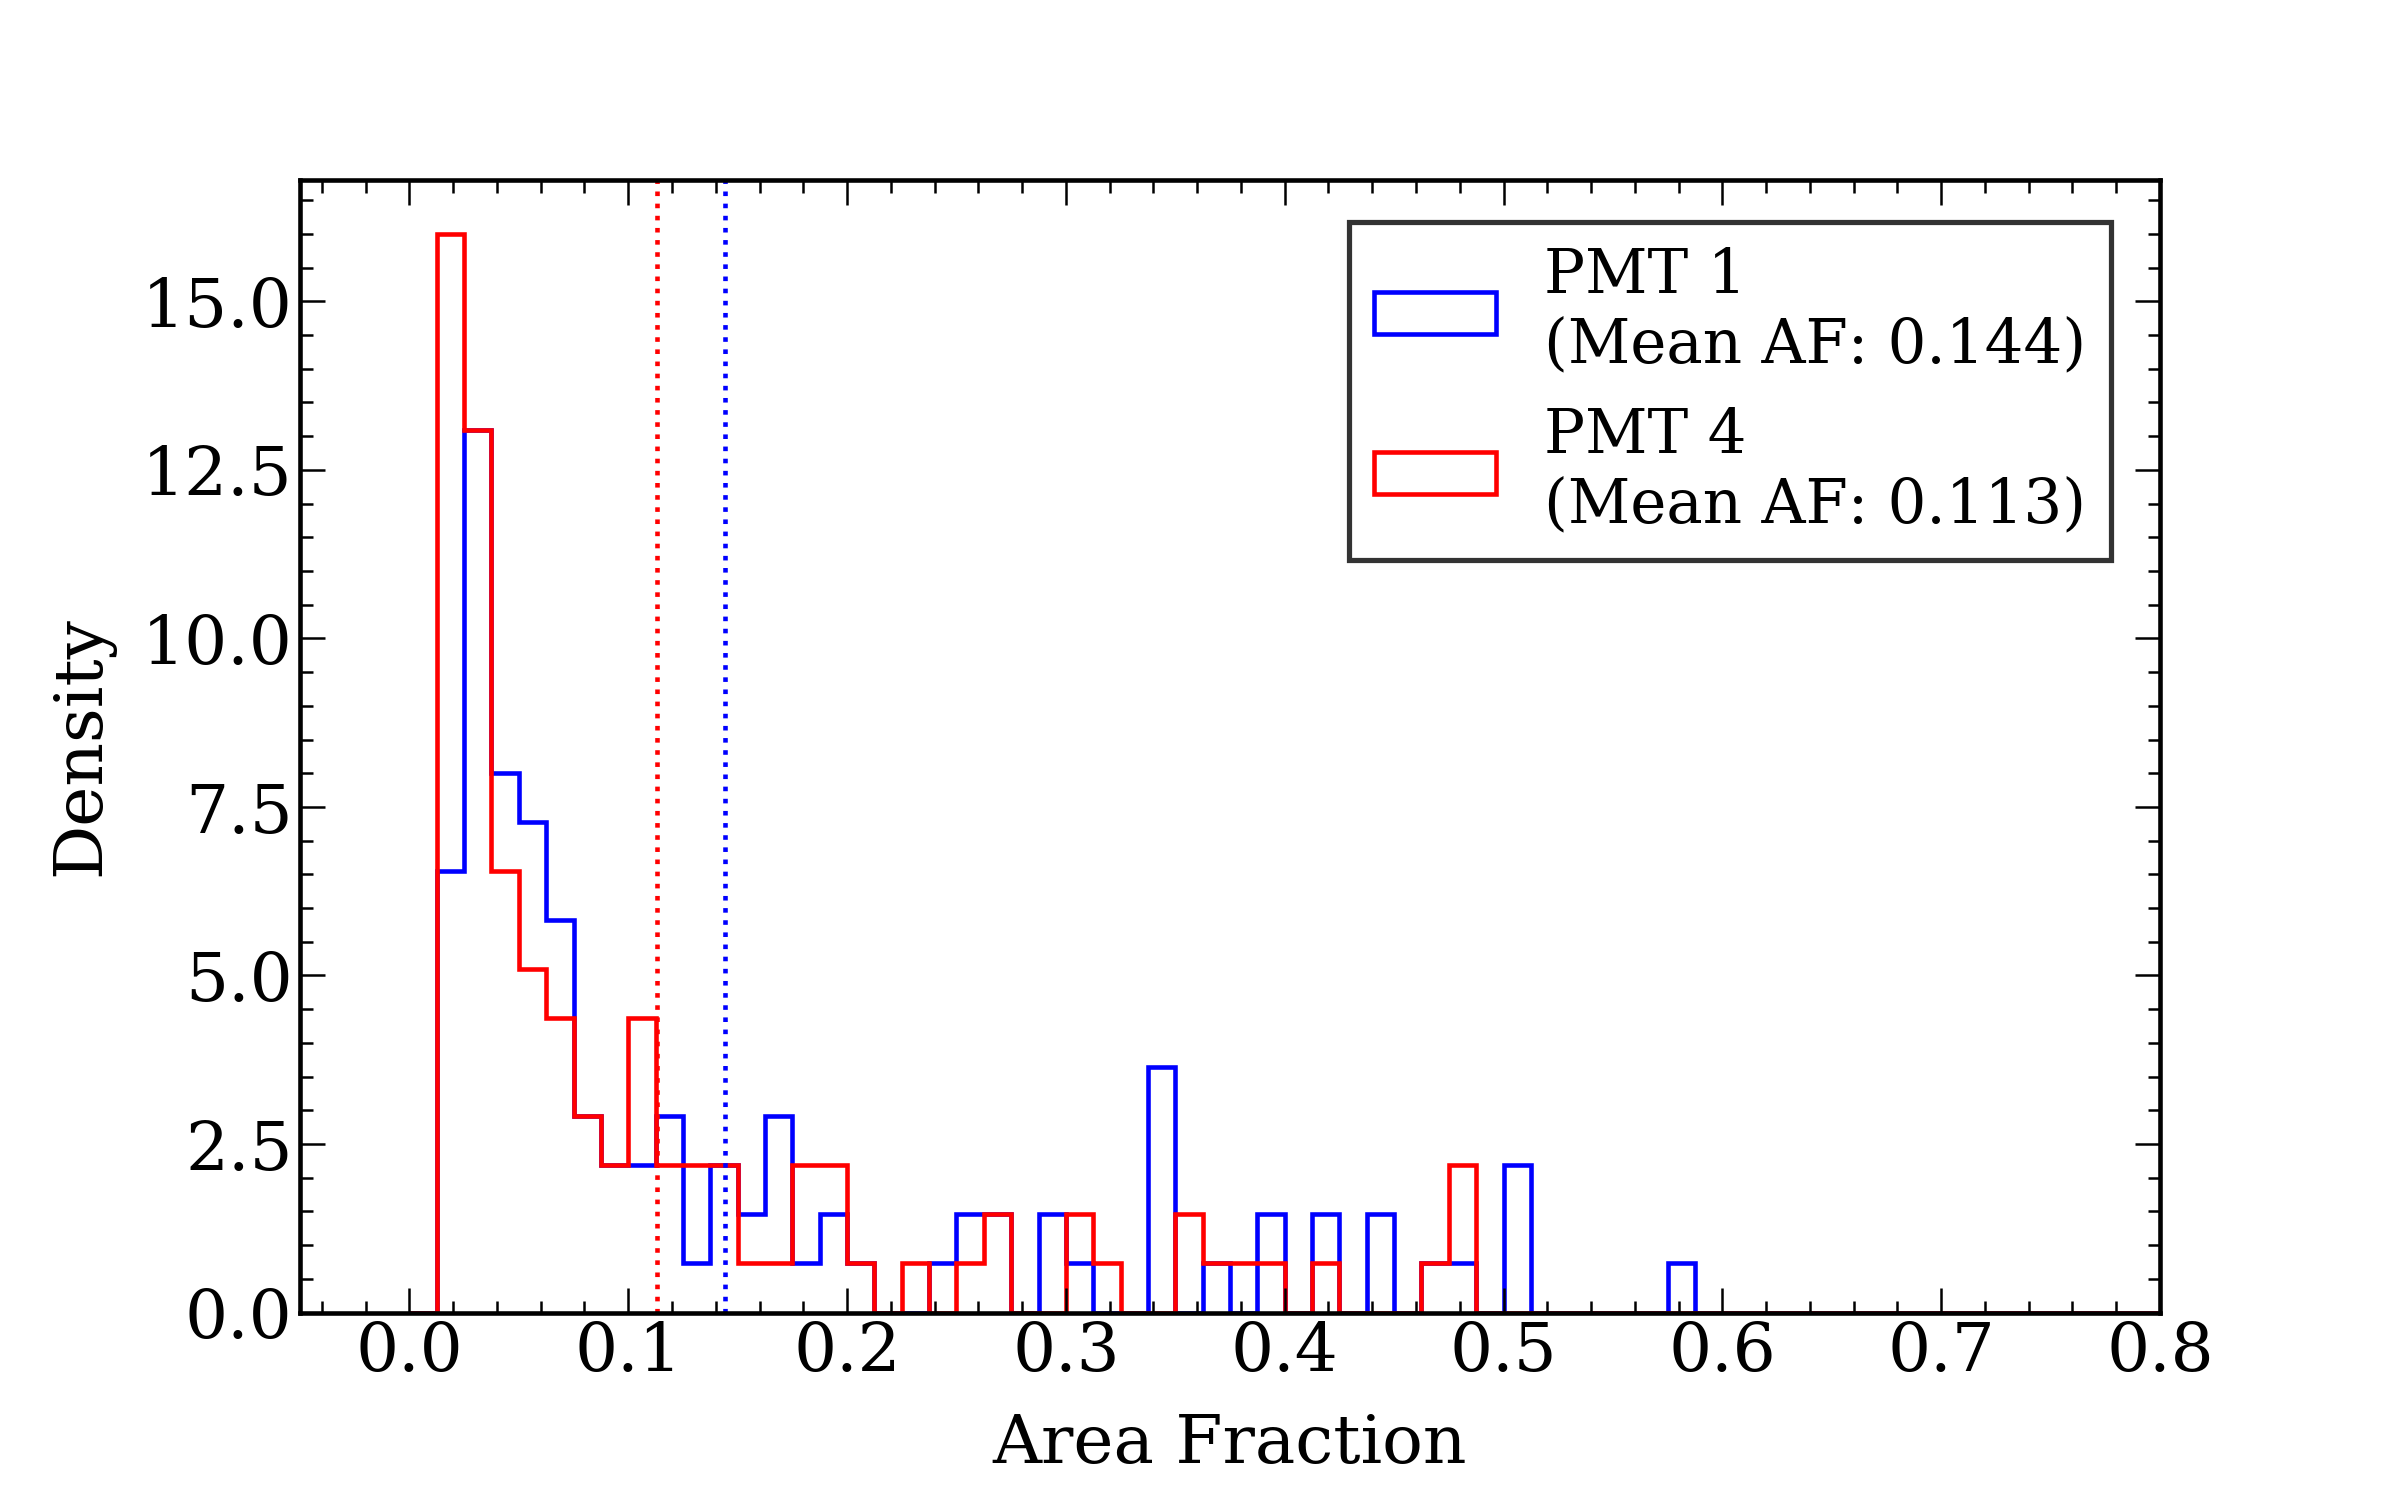 PMT 1
(Mean AF: 0.144)
PMT 4
(Mean AF: 0.113)
15.0
12.5
10.0
7.5
5.0
2.5
0.0
Density
0.0 0.1 0.2 0.3 0.4 0.5 0.6 0.7 0.8
Area Fraction